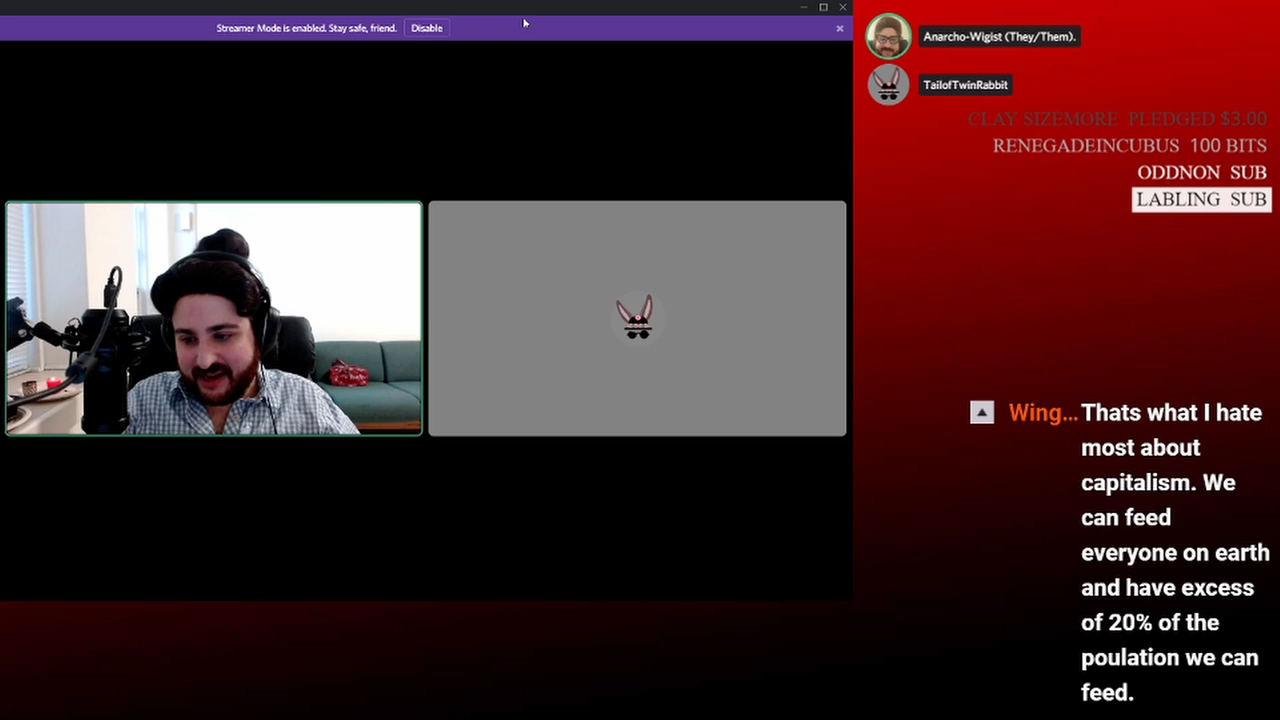 Streamer Mode is enabled. Stay safe, friend. Disable
Anarcho-Wigist (They/Them).
TailofTwinRabbit
CLAY SIZEMORE PLEDGED $3.00
RENEGADEINCUBUS 100 BITS
ODDNON SUB
LABLING SUB
Wing... Thats what I hate
most about
capitalism. We
can feed
everyone on earth
and have excess
of 20% of the
poulation we can
feed.